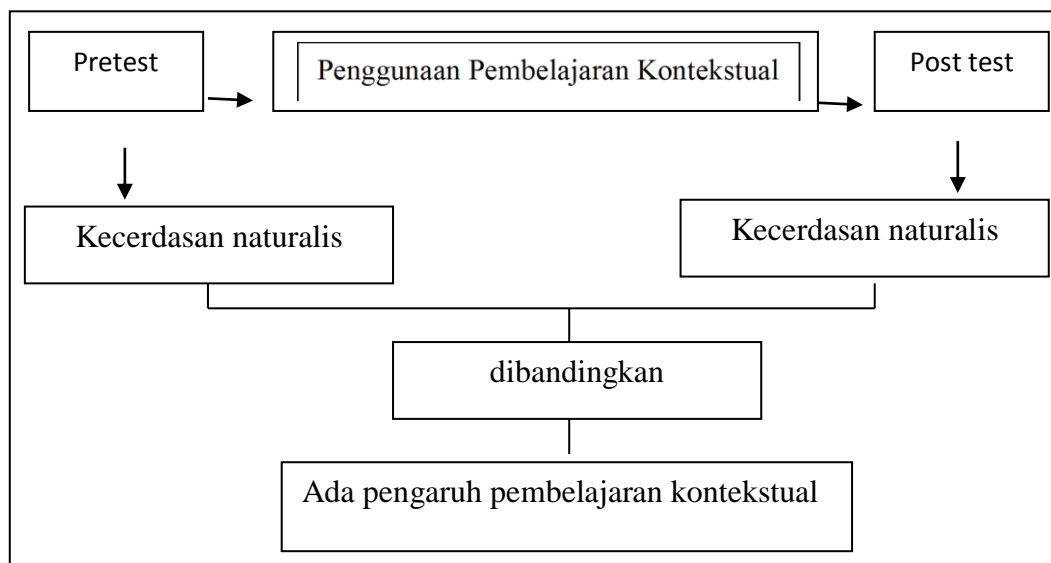 Pretest
Penggunaan Pembelajaran Kontekstual
Post test
Kecerdasan naturalis
Kecerdasan naturalis
dibandingkan
Ada pengaruh pembelajaran kontekstual